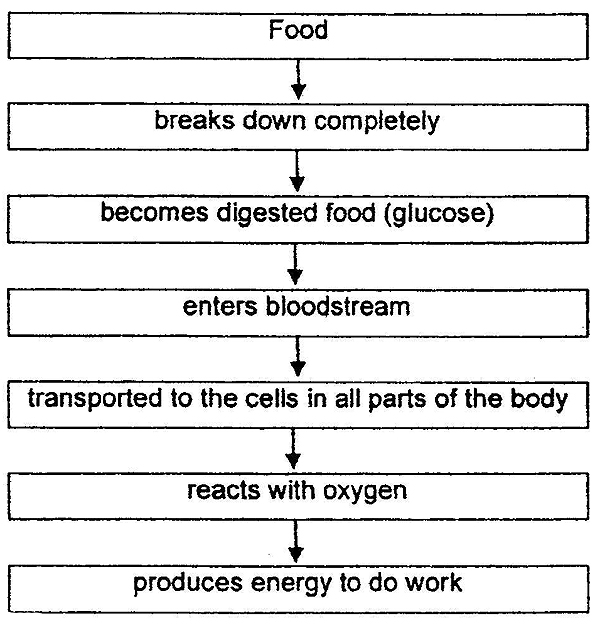 Food
breaks down completely
becomes digested food (glucose)
enters bloodstream
transported to the cells in all parts of the body
reacts with oxygen
produces energy to do work